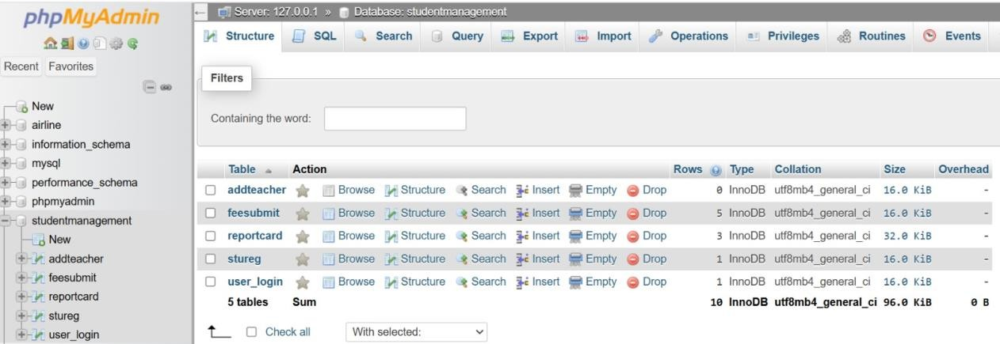 phpMyAdmin
Recent Favorites
New
airline
information_schema
mysql
performance_schema
phpmyadmin
studentmanagement
New
addteacher
feesubmit
reportcard
stureg
user_login
Server: 127.0.0.1 » Database: studentmanagement
Structure SQL Search Query Export Import Operations Privileges Routines Events
Filters
Containing the word:
Table Action Rows Type Collation Size Overhead
addteacher Browse Structure Search Insert Empty Drop 0 InnoDB utf8mb4_general_ci 16.0 KiB -
feesubmit Browse Structure Search Insert Empty Drop 5 InnoDB utf8mb4_general_ci 16.0 KiB -
reportcard Browse Structure Search Insert Empty Drop 3 InnoDB utf8mb4_general_ci 32.0 KiB -
stureg Browse Structure Search Insert Empty Drop 1 InnoDB utf8mb4_general_ci 16.0 KiB -
user_login Browse Structure Search Insert Empty Drop 1 InnoDB utf8mb4_general_ci 16.0 KiB -
5 tables Sum 10 InnoDB utf8mb4_general_ci 96.0 KiB 0 B
Check all With selected: